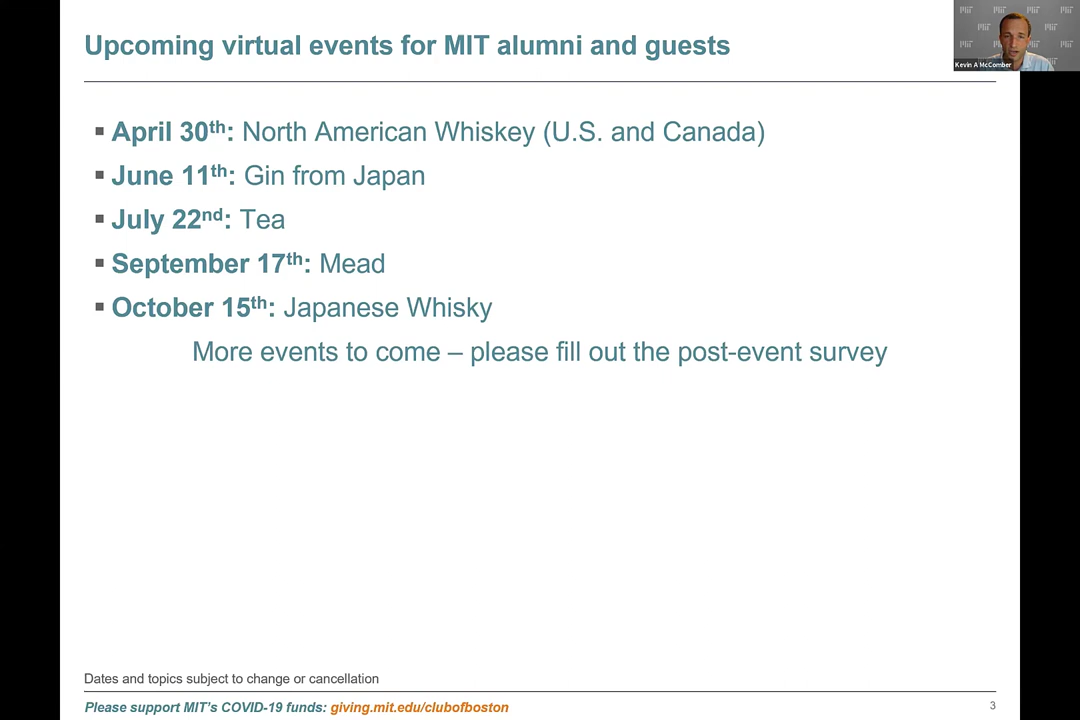 Upcoming virtual events for MIT alumni and guests
▪ April 30th: North American Whiskey (U.S. and Canada)
▪ June 11th: Gin from Japan
▪ July 22nd: Tea
▪ September 17th: Mead
▪ October 15th: Japanese Whisky
More events to come – please fill out the post-event survey
Dates and topics subject to change or cancellation
Please support MIT's COVID-19 funds: giving.mit.edu/clubofboston
3
Kevin A McComber